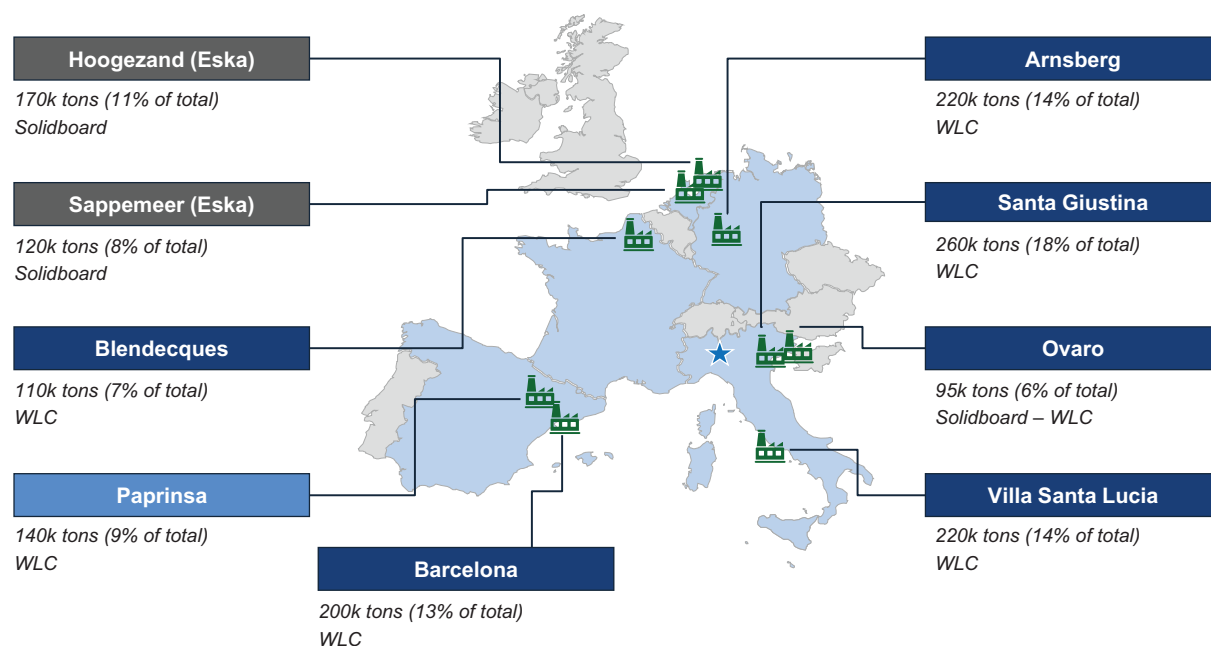 Hoogezand (Eska)
170k tons (11% of total)
Solidboard
Sappemeer (Eska)
120k tons (8% of total)
Solidboard
Blendecques
110k tons (7% of total)
WLC
Paprinsa
140k tons (9% of total)
WLC
Barcelona
200k tons (13% of total)
WLC
Arnsberg
220k tons (14% of total)
WLC
Santa Giustina
260k tons (18% of total)
WLC
Ovaro
95k tons (6% of total)
Solidboard – WLC
Villa Santa Lucia
220k tons (14% of total)
WLC